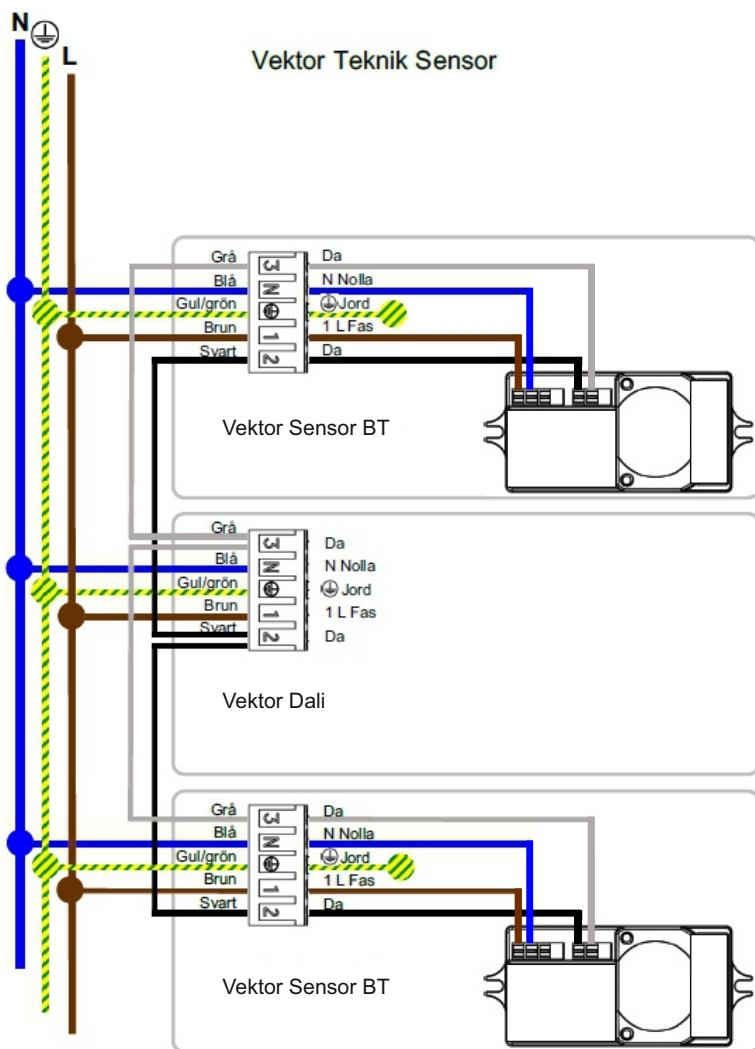 N
L
Vektor Teknik Sensor
Grå 3 Da
Blå N N Nolla
Gul/grön Jord
Brun 1 1 L Fas
Svart 2 Da
Vektor Sensor BT
Grå 3 Da
Blå N N Nolla
Gul/grön Jord
Brun 1 1 L Fas
Svart 2 Da
Vektor Dali
Grå 3 Da
Blå N N Nolla
Gul/grön Jord
Brun 1 1 L Fas
Svart 2 Da
Vektor Sensor BT